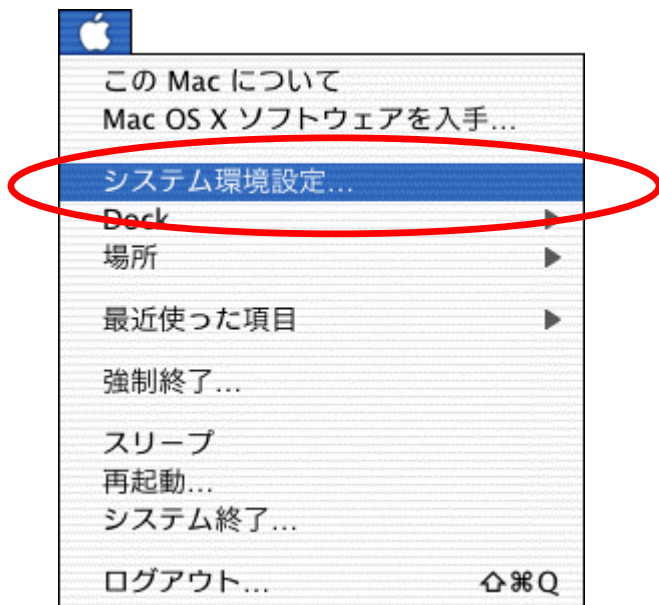 この Mac について
Mac OS X ソフトウェアを入手...
システム環境設定...
Dock
場所
最近使った項目
強制終了...
スリープ
再起動...
システム終了...
ログアウト... ⇧⌘Q